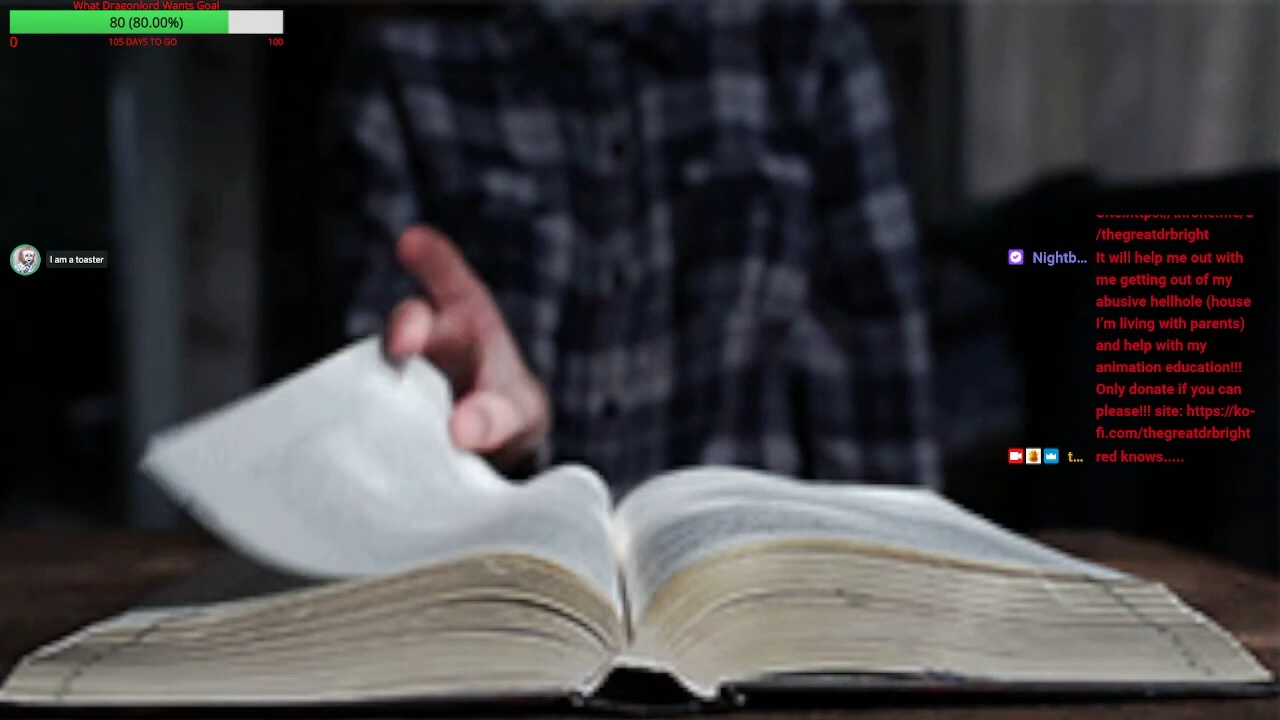 What Dragonlord Wants Goal
80 (80.00%)
0 105 DAYS TO GO 100
I am a toaster
/thegreatdrbright
Nightb... It will help me out with
me getting out of my
abusive hellhole (house
I'm living with parents)
and help with my
animation education!!!
Only donate if you can
please!!! site: https://ko-
fi.com/thegreatdrbright
t... red knows.....